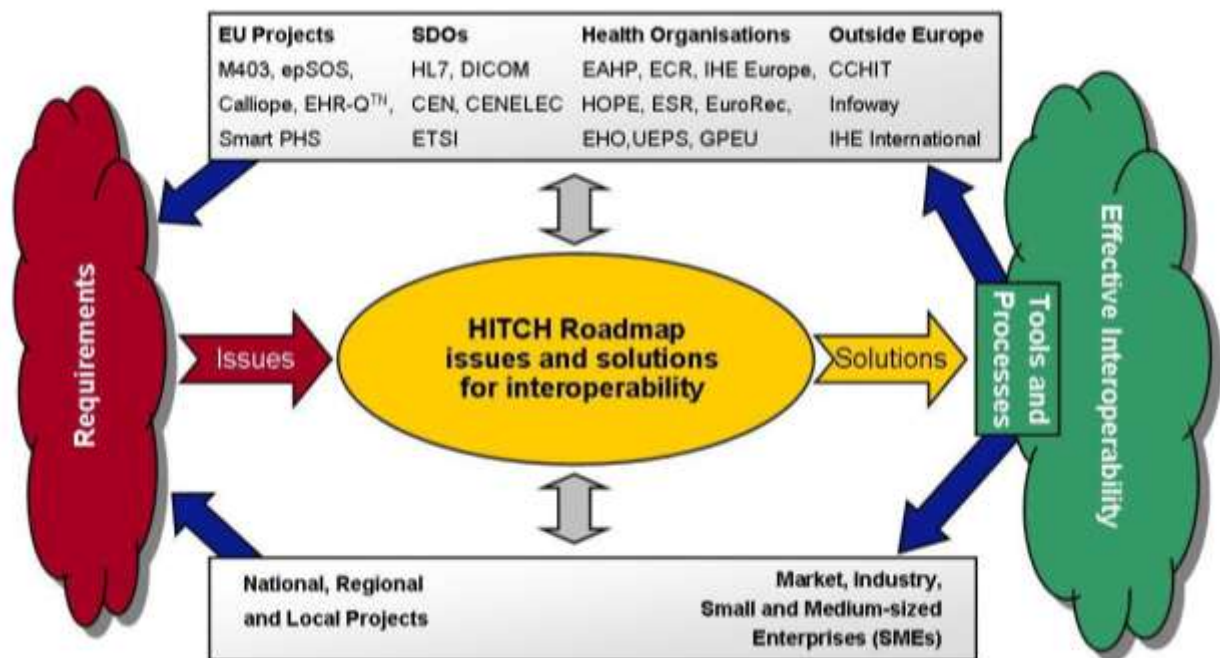 EU Projects
M403, epSOS,
Calliope, EHR-Qᵀᴺ,
Smart PHS
SDOs
HL7, DICOM
CEN, CENELEC
ETSI
Health Organisations
EAHP, ECR, IHE Europe,
HOPE, ESR, EuroRec,
EHO,UEPS, GPEU
Outside Europe
CCHIT
Infoway
IHE International
Requirements
Issues
HITCH Roadmap
issues and solutions
for interoperability
Solutions
Tools and
Processes
Effective Interoperability
National, Regional
and Local Projects
Market, Industry,
Small and Medium-sized
Enterprises (SMEs)